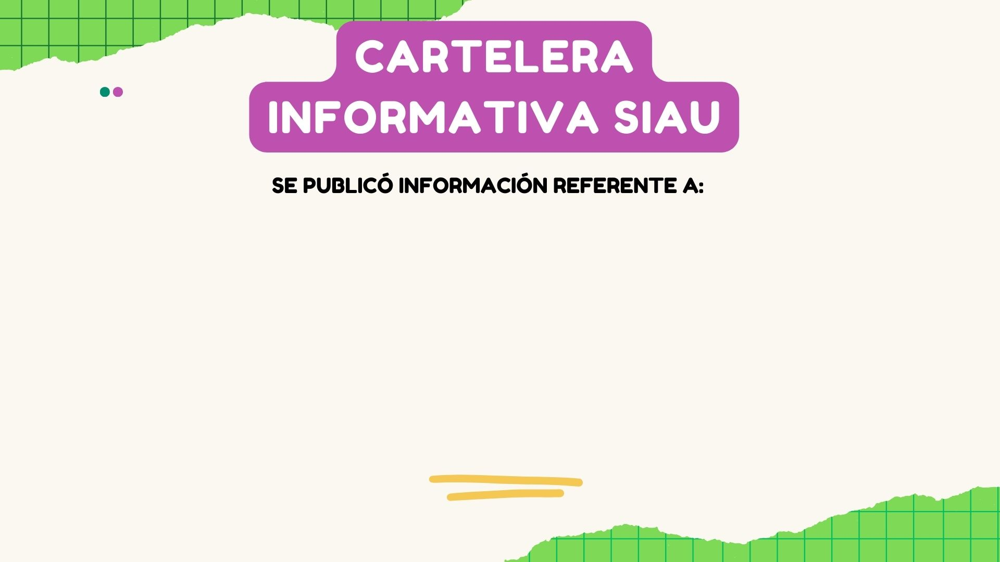 CARTELERA
INFORMATIVA SIAU
SE PUBLICÓ INFORMACIÓN REFERENTE A: